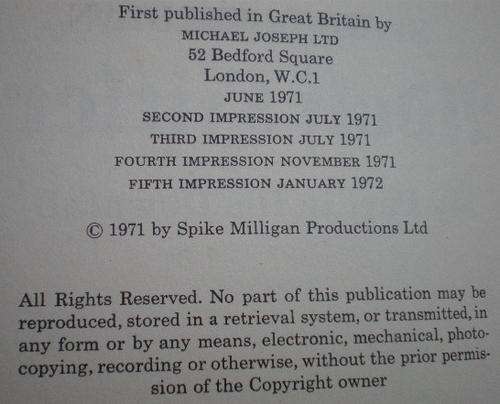 First published in Great Britain by
MICHAEL JOSEPH LTD
52 Bedford Square
London, W.C.1
JUNE 1971
SECOND IMPRESSION JULY 1971
THIRD IMPRESSION JULY 1971
FOURTH IMPRESSION NOVEMBER 1971
FIFTH IMPRESSION JANUARY 1972
© 1971 by Spike Milligan Productions Ltd
All Rights Reserved. No part of this publication may be
reproduced, stored in a retrieval system, or transmitted, in
any form or by any means, electronic, mechanical, photo-
copying, recording or otherwise, without the prior permis-
sion of the Copyright owner